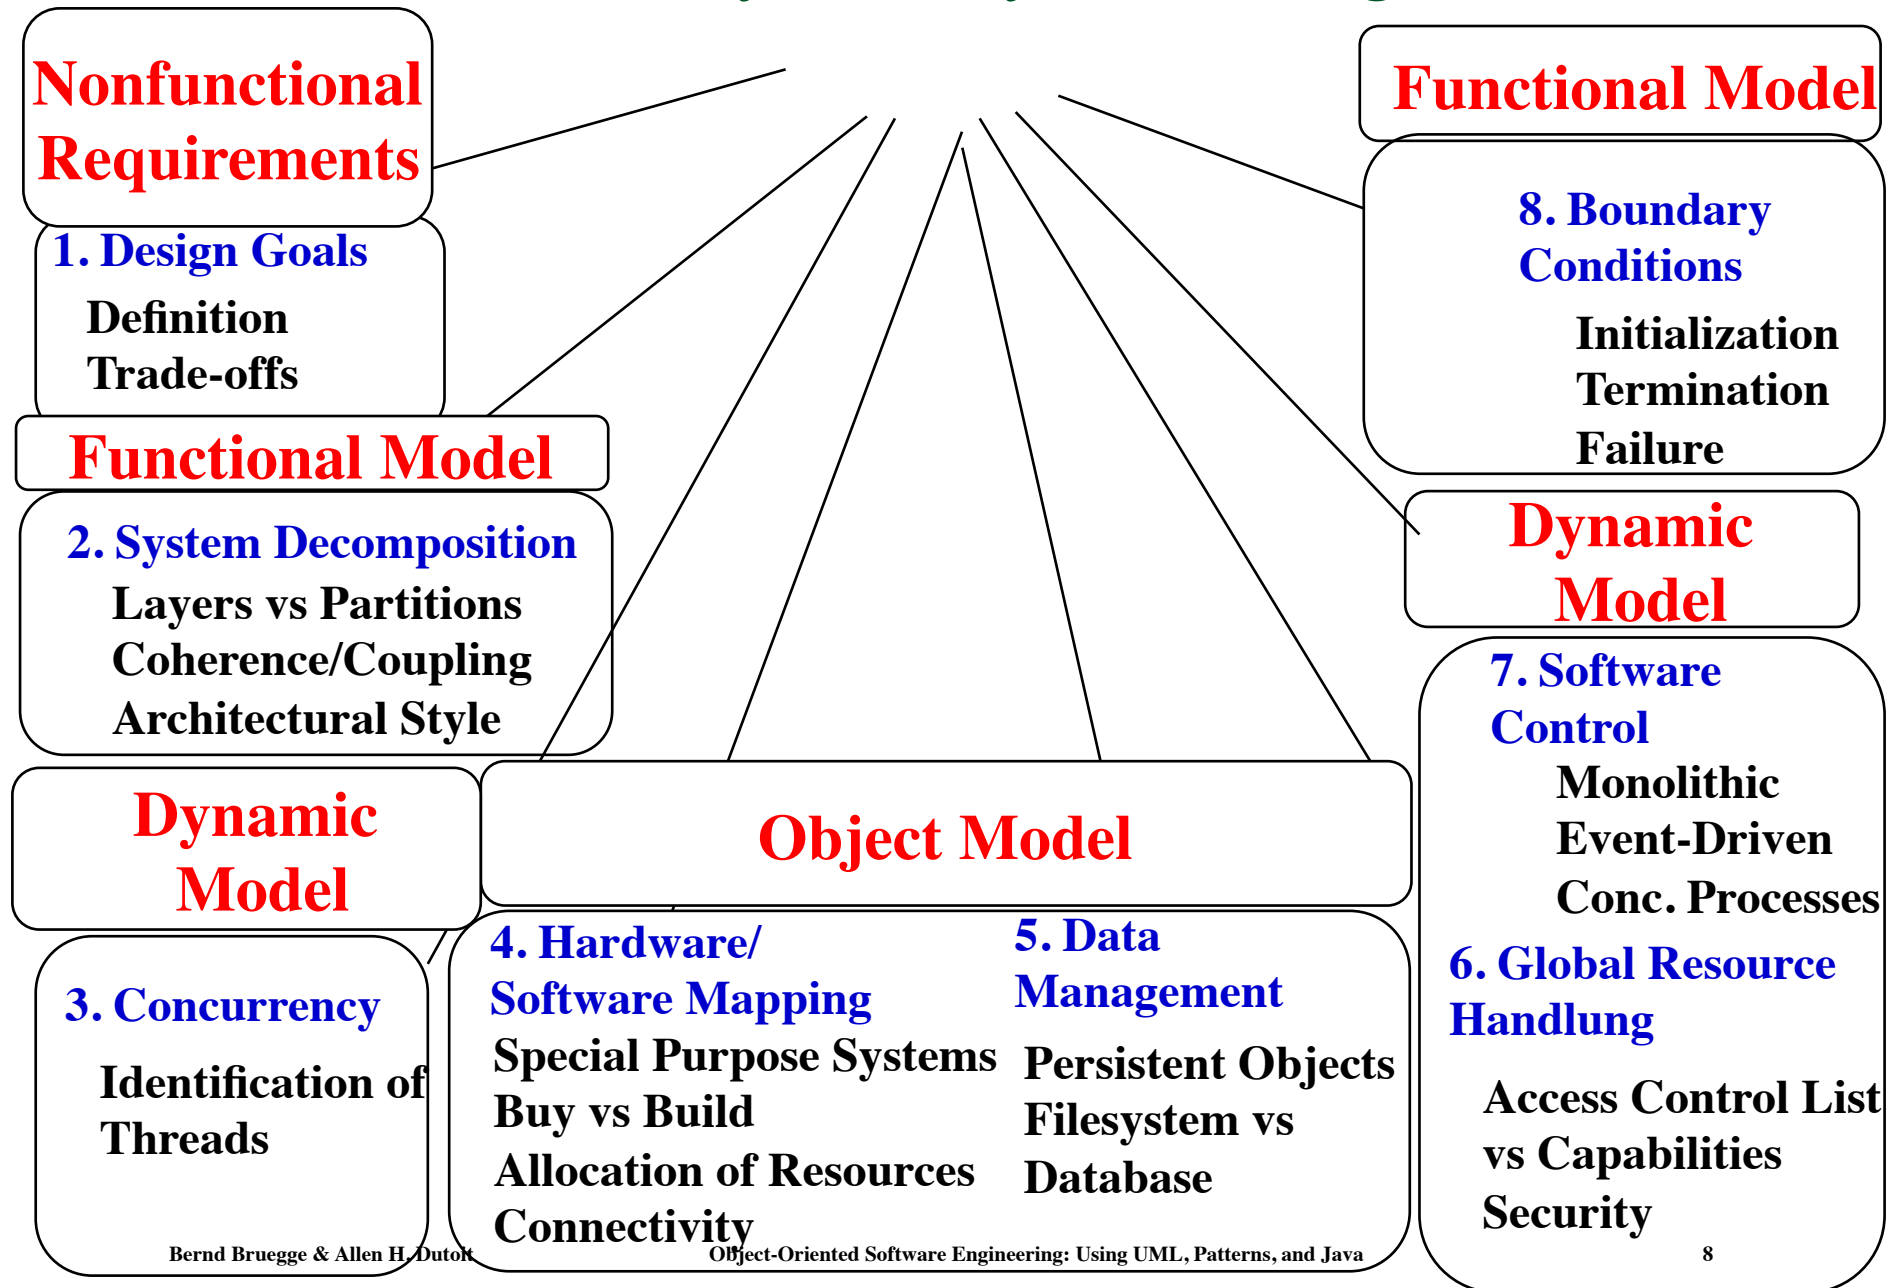 Nonfunctional
Requirements
1. Design Goals
Definition
Trade-offs
Functional Model
2. System Decomposition
Layers vs Partitions
Coherence/Coupling
Architectural Style
Dynamic
Model
3. Concurrency
Identification of
Threads
Object Model
4. Hardware/
Software Mapping
Special Purpose Systems
Buy vs Build
Allocation of Resources
Connectivity
5. Data
Management
Persistent Objects
Filesystem vs
Database
Functional Model
8. Boundary
Conditions
Initialization
Termination
Failure
Dynamic
Model
7. Software
Control
Monolithic
Event-Driven
Conc. Processes
6. Global Resource
Handlung
Access Control List
vs Capabilities
Security
Bernd Bruegge & Allen H. Dutoit
Object-Oriented Software Engineering: Using UML, Patterns, and Java
8